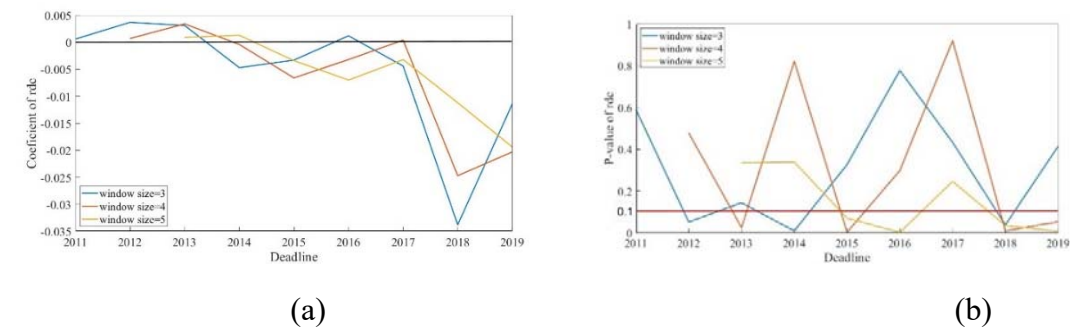 0.005
0
-0.005
-0.01
-0.015
-0.02
-0.025
-0.03
-0.035
Coeficient of rdc
window size=3
window size=4
window size=5
2011 2012 2013 2014 2015 2016 2017 2018 2019
Deadline
(a)
1
0.8
0.6
0.4
0.2
0.1
0
P-value of rdc
window size=3
window size=4
window size=5
2011 2012 2013 2014 2015 2016 2017 2018 2019
Deadline
(b)